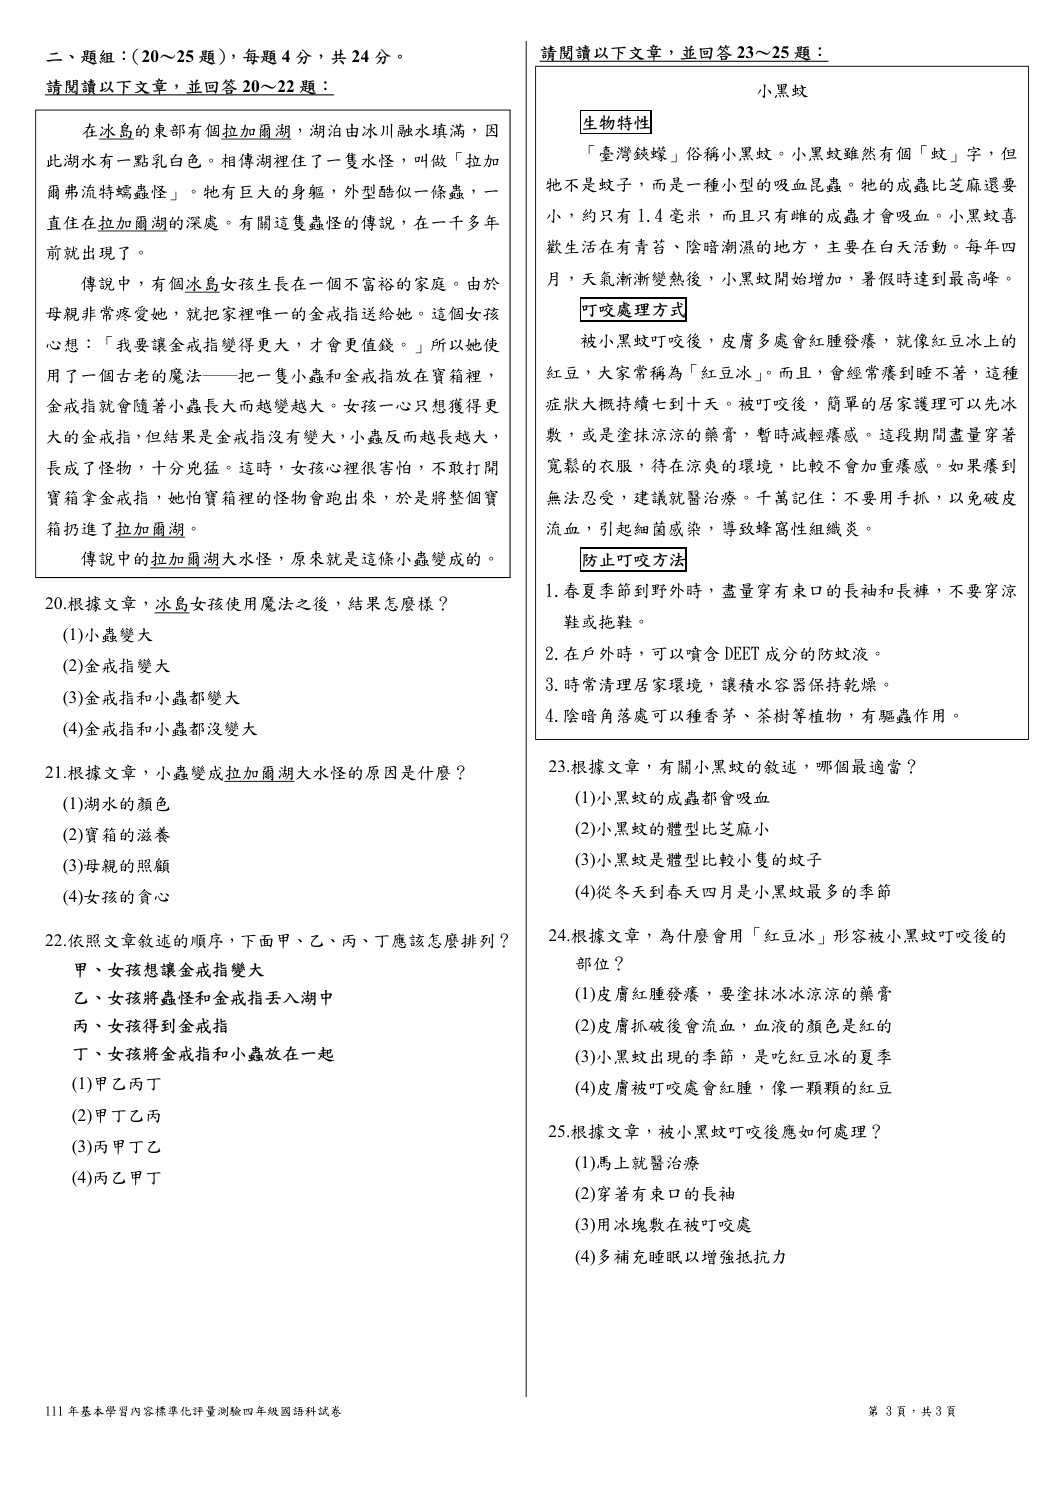 二、題組：（20～25 題），每題 4 分，共 24 分。
請閱讀以下文章，並回答 20～22 題：
在冰島的東部有個拉加爾湖，湖泊由冰川融水填滿，因
此湖水有一點乳白色。相傳湖裡住了一隻水怪，叫做「拉加
爾弗流特蠕蟲怪」。牠有巨大的身軀，外型酷似一條蟲，一
直住在拉加爾湖的深處。有關這隻蟲怪的傳說，在一千多年
前就出現了。
傳說中，有個冰島女孩生長在一個不富裕的家庭。由於
母親非常疼愛她，就把家裡唯一的金戒指送給她。這個女孩
心想：「我要讓金戒指變得更大，才會更值錢。」所以她使
用了一個古老的魔法──把一隻小蟲和金戒指放在寶箱裡，
金戒指就會隨著小蟲長大而越變越大。女孩一心只想獲得更
大的金戒指，但結果是金戒指沒有變大，小蟲反而越長越大，
長成了怪物，十分兇猛。這時，女孩心裡很害怕，不敢打開
寶箱拿金戒指，她怕寶箱裡的怪物會跑出來，於是將整個寶
箱扔進了拉加爾湖。
傳說中的拉加爾湖大水怪，原來就是這條小蟲變成的。
20.根據文章，冰島女孩使用魔法之後，結果怎麼樣？
(1)小蟲變大
(2)金戒指變大
(3)金戒指和小蟲都變大
(4)金戒指和小蟲都沒變大
21.根據文章，小蟲變成拉加爾湖大水怪的原因是什麼？
(1)湖水的顏色
(2)寶箱的滋養
(3)母親的照顧
(4)女孩的貪心
22.依照文章敘述的順序，下面甲、乙、丙、丁應該怎麼排列？
甲、女孩想讓金戒指變大
乙、女孩將蟲怪和金戒指丟入湖中
丙、女孩得到金戒指
丁、女孩將金戒指和小蟲放在一起
(1)甲乙丙丁
(2)甲丁乙丙
(3)丙甲丁乙
(4)丙乙甲丁
請閱讀以下文章，並回答 23～25 題：
小黑蚊
生物特性
「臺灣鋏蠓」俗稱小黑蚊。小黑蚊雖然有個「蚊」字，但
牠不是蚊子，而是一種小型的吸血昆蟲。牠的成蟲比芝麻還要
小，約只有 1.4 毫米，而且只有雌的成蟲才會吸血。小黑蚊喜
歡生活在有青苔、陰暗潮濕的地方，主要在白天活動。每年四
月，天氣漸漸變熱後，小黑蚊開始增加，暑假時達到最高峰。
叮咬處理方式
被小黑蚊叮咬後，皮膚多處會紅腫發癢，就像紅豆冰上的
紅豆，大家常稱為「紅豆冰」。而且，會經常癢到睡不著，這種
症狀大概持續七到十天。被叮咬後，簡單的居家護理可以先冰
敷，或是塗抹涼涼的藥膏，暫時減輕癢感。這段期間盡量穿著
寬鬆的衣服，待在涼爽的環境，比較不會加重癢感。如果癢到
無法忍受，建議就醫治療。千萬記住：不要用手抓，以免破皮
流血，引起細菌感染，導致蜂窩性組織炎。
防止叮咬方法
1.春夏季節到野外時，盡量穿有束口的長袖和長褲，不要穿涼
鞋或拖鞋。
2.在戶外時，可以噴含 DEET 成分的防蚊液。
3.時常清理居家環境，讓積水容器保持乾燥。
4.陰暗角落處可以種香茅、茶樹等植物，有驅蟲作用。
23.根據文章，有關小黑蚊的敘述，哪個最適當？
(1)小黑蚊的成蟲都會吸血
(2)小黑蚊的體型比芝麻小
(3)小黑蚊是體型比較小隻的蚊子
(4)從冬天到春天四月是小黑蚊最多的季節
24.根據文章，為什麼會用「紅豆冰」形容被小黑蚊叮咬後的
部位？
(1)皮膚紅腫發癢，要塗抹冰冰涼涼的藥膏
(2)皮膚抓破後會流血，血液的顏色是紅的
(3)小黑蚊出現的季節，是吃紅豆冰的夏季
(4)皮膚被叮咬處會紅腫，像一顆顆的紅豆
25.根據文章，被小黑蚊叮咬後應如何處理？
(1)馬上就醫治療
(2)穿著有束口的長袖
(3)用冰塊敷在被叮咬處
(4)多補充睡眠以增強抵抗力
111 年基本學習內容標準化評量測驗四年級國語科試卷
第 3 頁，共 3 頁